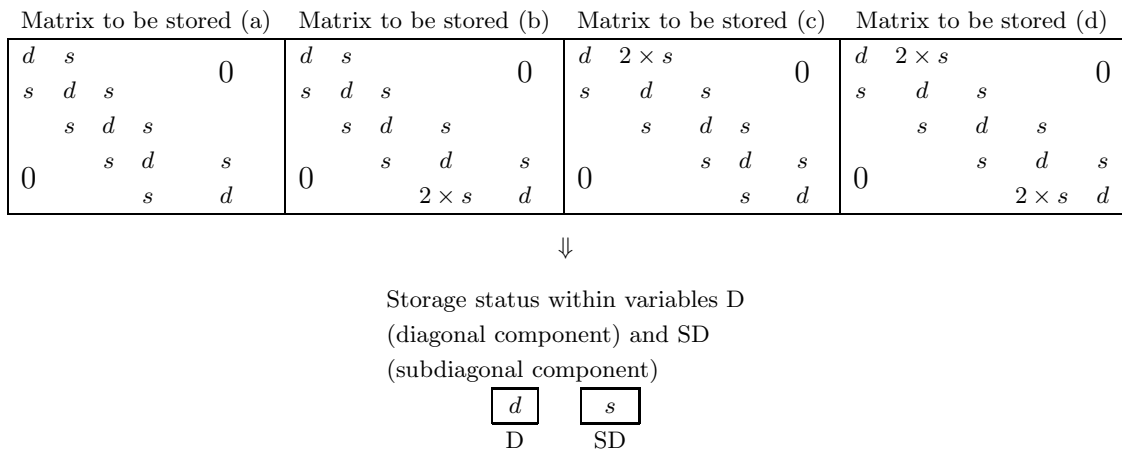 Matrix to be stored (a) Matrix to be stored (b) Matrix to be stored (c) Matrix to be stored (d)
d s 0 d s 0 d 2 × s 0 d 2 × s 0
s d s s d s s d s s d s
s d s s d s s d s s d s
s d s s d s s d s s d s
0 s d 0 2 × s d 0 s d 0 2 × s d
⇓
Storage status within variables D
(diagonal component) and SD
(subdiagonal component)
d s
D SD